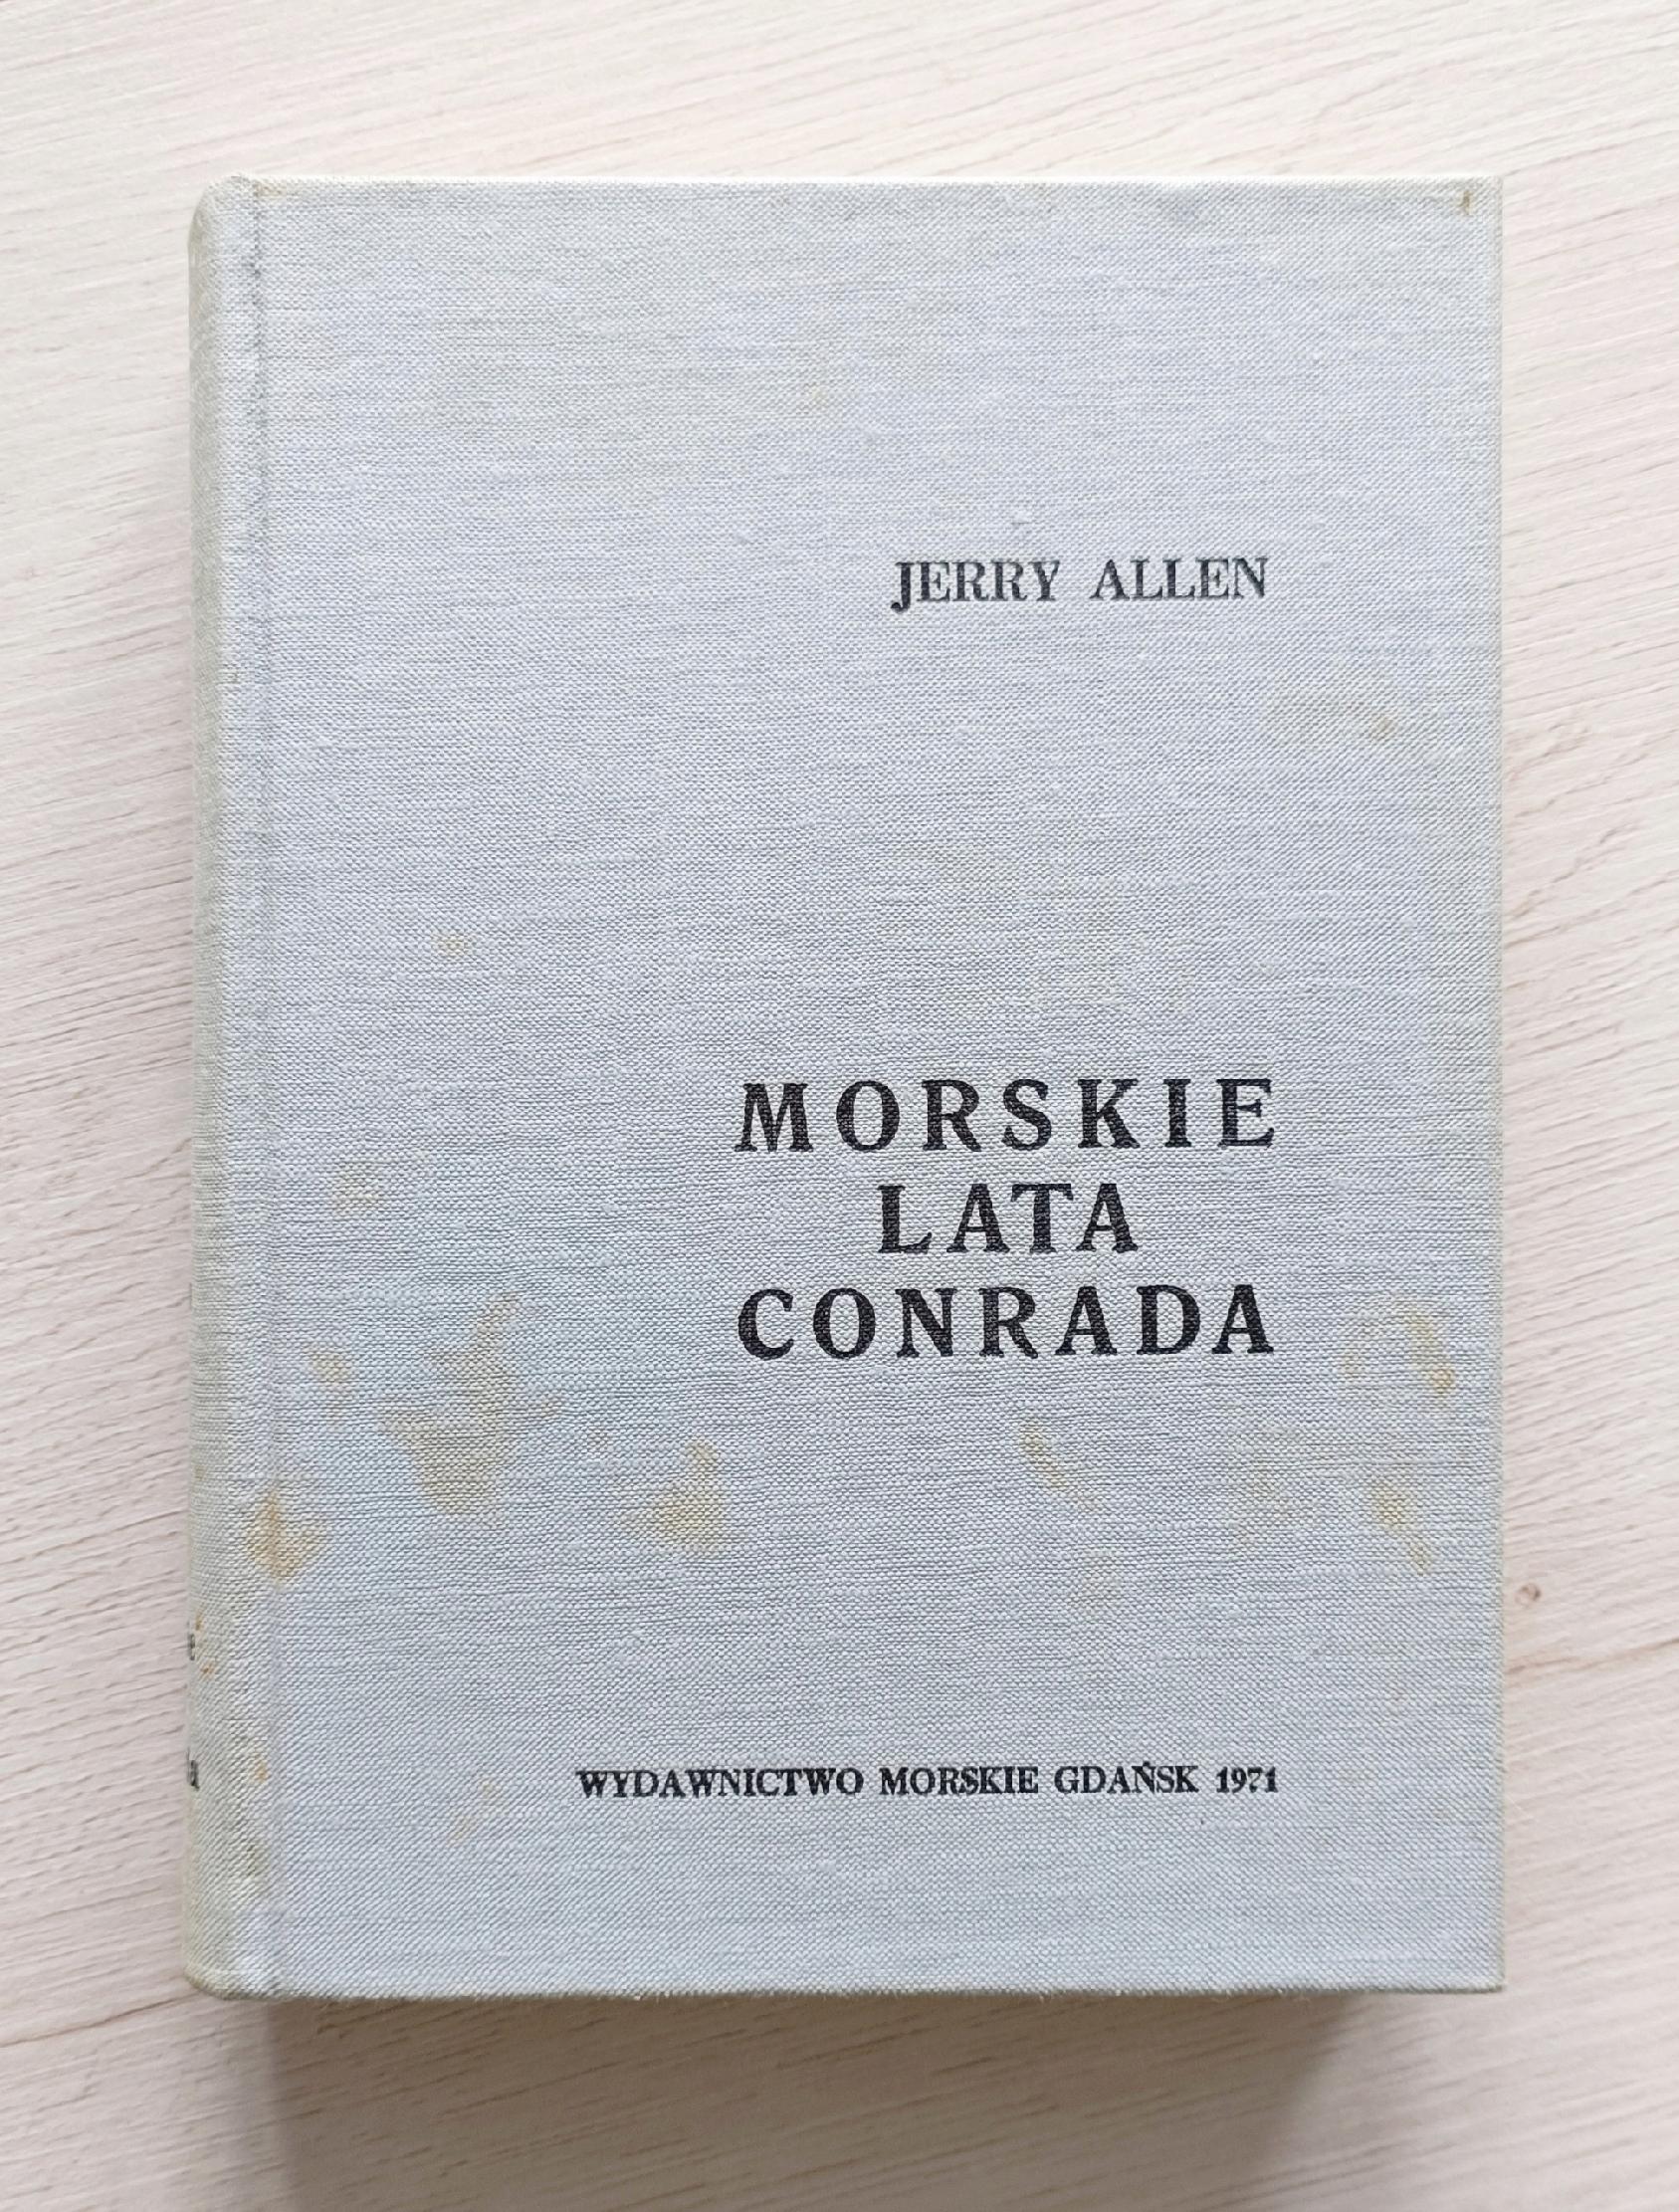 JERRY ALLEN
MORSKIE
LATA
CONRADA
WYDAWNICTWO MORSKIE GDAŃSK 1971